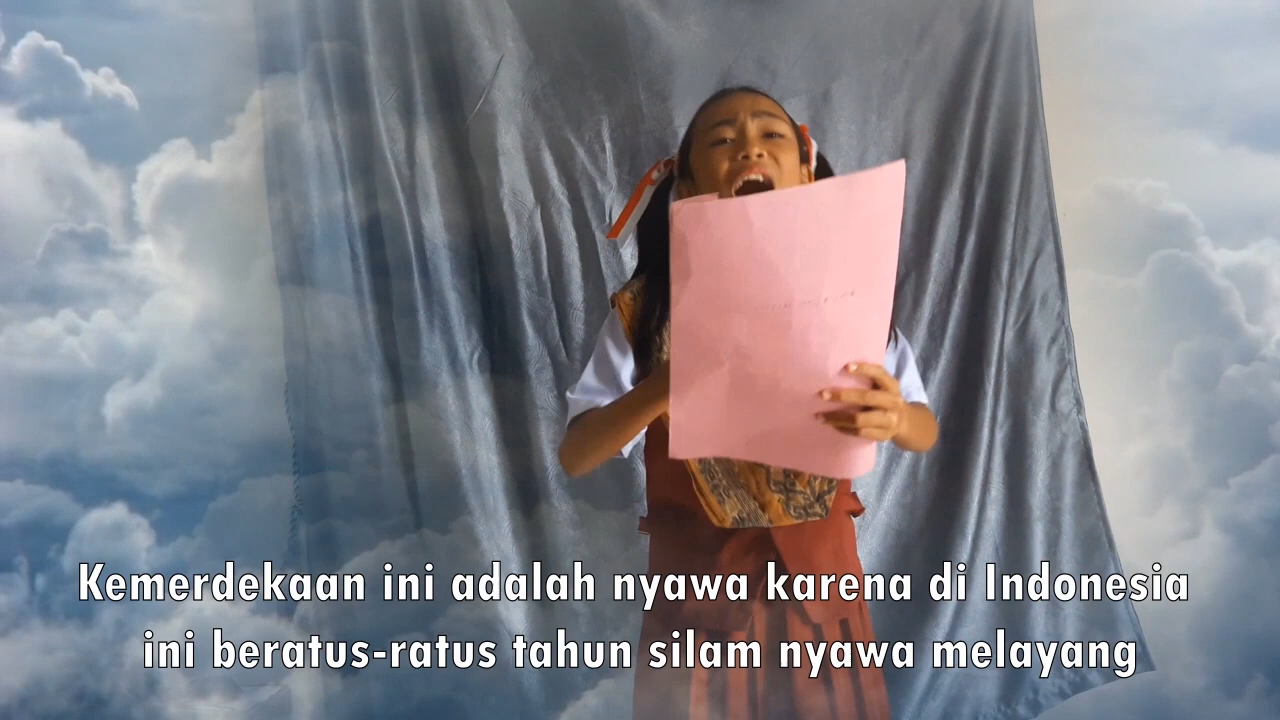 Kemerdekaan ini adalah nyawa karena di Indonesia
ini beratus-ratus tahun silam nyawa melayang